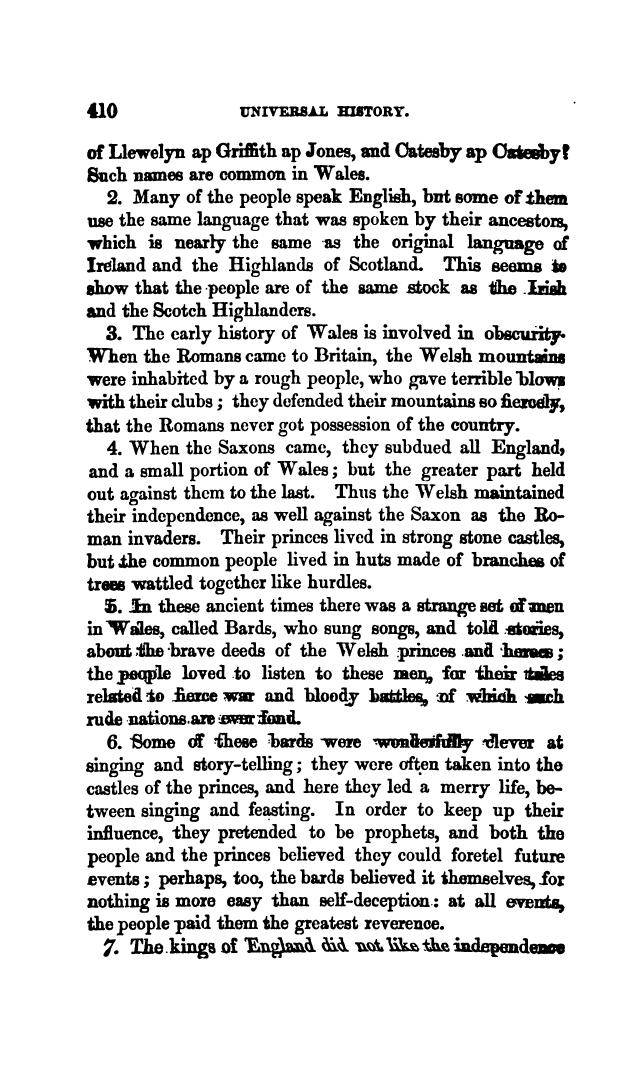 410 UNIVERSAL HISTORY.
of Llewelyn ap Griffith ap Jones, and Catesby ap Catesby?
Such names are common in Wales.
2. Many of the people speak English, but some of them
use the same language that was spoken by their ancestors,
which is nearly the same as the original language of
Ireland and the Highlands of Scotland. This seems to
show that the people are of the same stock as the Irish
and the Scotch Highlanders.
3. The early history of Wales is involved in obscurity.
When the Romans came to Britain, the Welsh mountains
were inhabited by a rough people, who gave terrible blows
with their clubs; they defended their mountains so fiercely,
that the Romans never got possession of the country.
4. When the Saxons came, they subdued all England,
and a small portion of Wales; but the greater part held
out against them to the last. Thus the Welsh maintained
their independence, as well against the Saxon as the Ro-
man invaders. Their princes lived in strong stone castles,
but the common people lived in huts made of branches of
trees wattled together like hurdles.
5. In these ancient times there was a strange set of men
in Wales, called Bards, who sung songs, and told stories,
about the brave deeds of the Welsh princes and heroes;
the people loved to listen to these men, for their tales
related to fierce war and bloody battles, of which such
rude nations are ever fond.
6. Some of these bards were wonderfully clever at
singing and story-telling; they were often taken into the
castles of the princes, and here they led a merry life, be-
tween singing and feasting. In order to keep up their
influence, they pretended to be prophets, and both the
people and the princes believed they could foretel future
events; perhaps, too, the bards believed it themselves, for
nothing is more easy than self-deception: at all events,
the people paid them the greatest reverence.
7. The kings of England did not like the independence